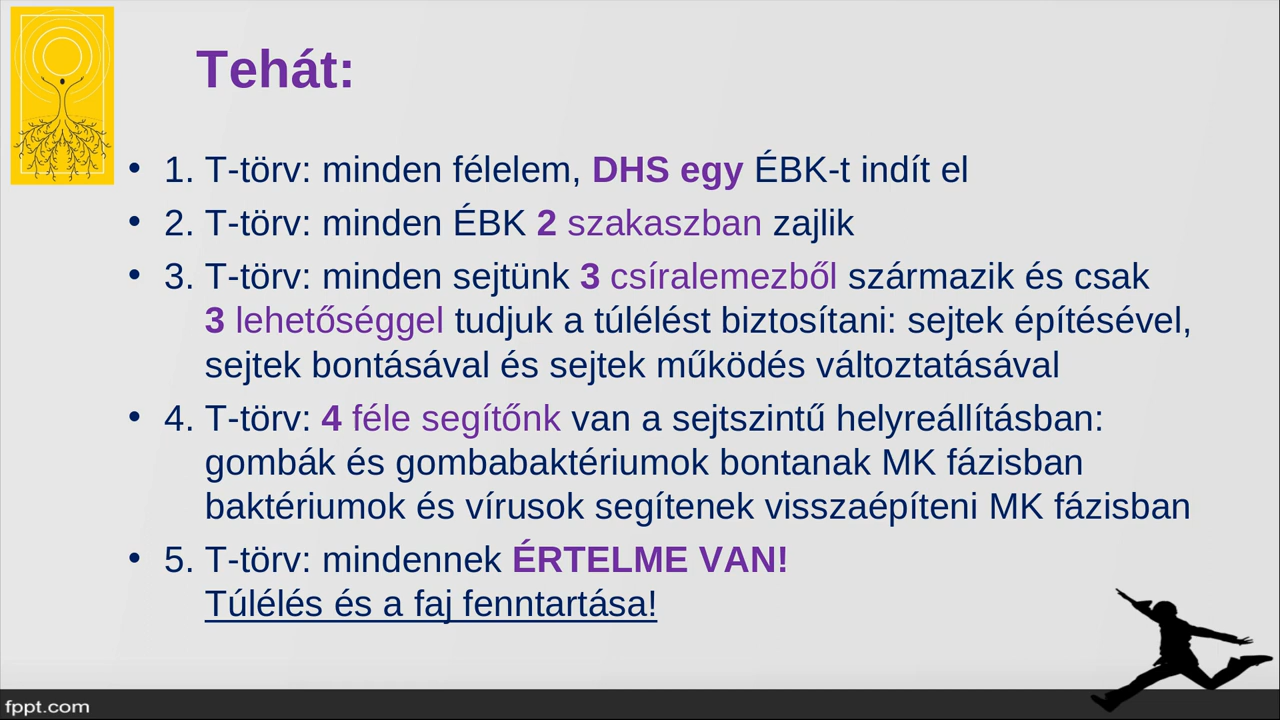 Tehát:
• 1. T-törv: minden félelem, DHS egy ÉBK-t indít el
• 2. T-törv: minden ÉBK 2 szakaszban zajlik
• 3. T-törv: minden sejtünk 3 csíralemezből származik és csak
3 lehetőséggel tudjuk a túlélést biztosítani: sejtek építésével,
sejtek bontásával és sejtek működés változtatásával
• 4. T-törv: 4 féle segítőnk van a sejtszintű helyreállításban:
gombák és gombabaktériumok bontanak MK fázisban
baktériumok és vírusok segítenek visszaépíteni MK fázisban
• 5. T-törv: mindennek ÉRTELME VAN!
Túlélés és a faj fenntartása!
fppt.com